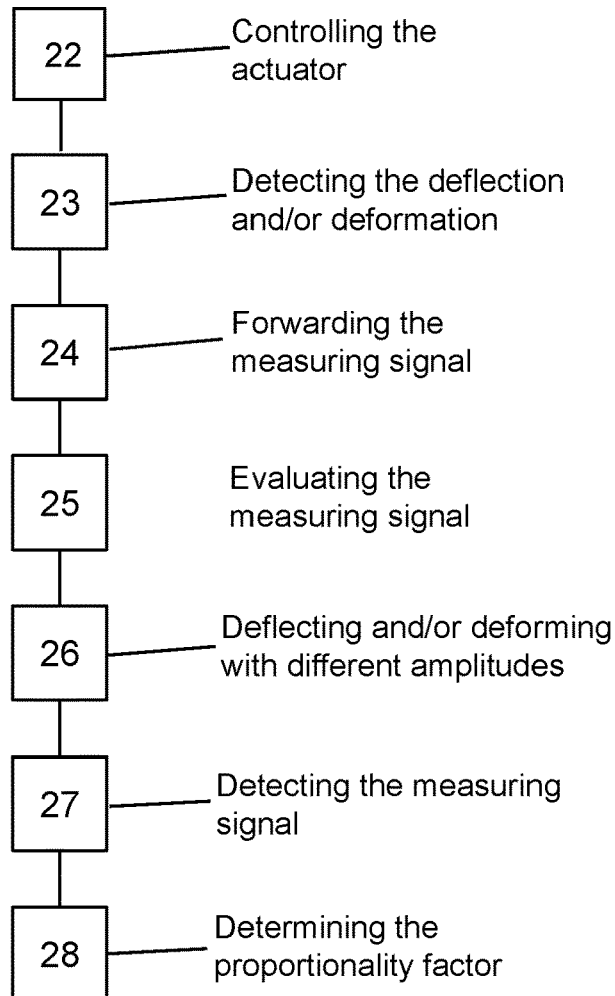 22
Controlling the
actuator
23
Detecting the deflection
and/or deformation
24
Forwarding the
measuring signal
25
Evaluating the
measuring signal
26
Deflecting and/or deforming
with different amplitudes
27
Detecting the measuring
signal
28
Determining the
proportionality factor